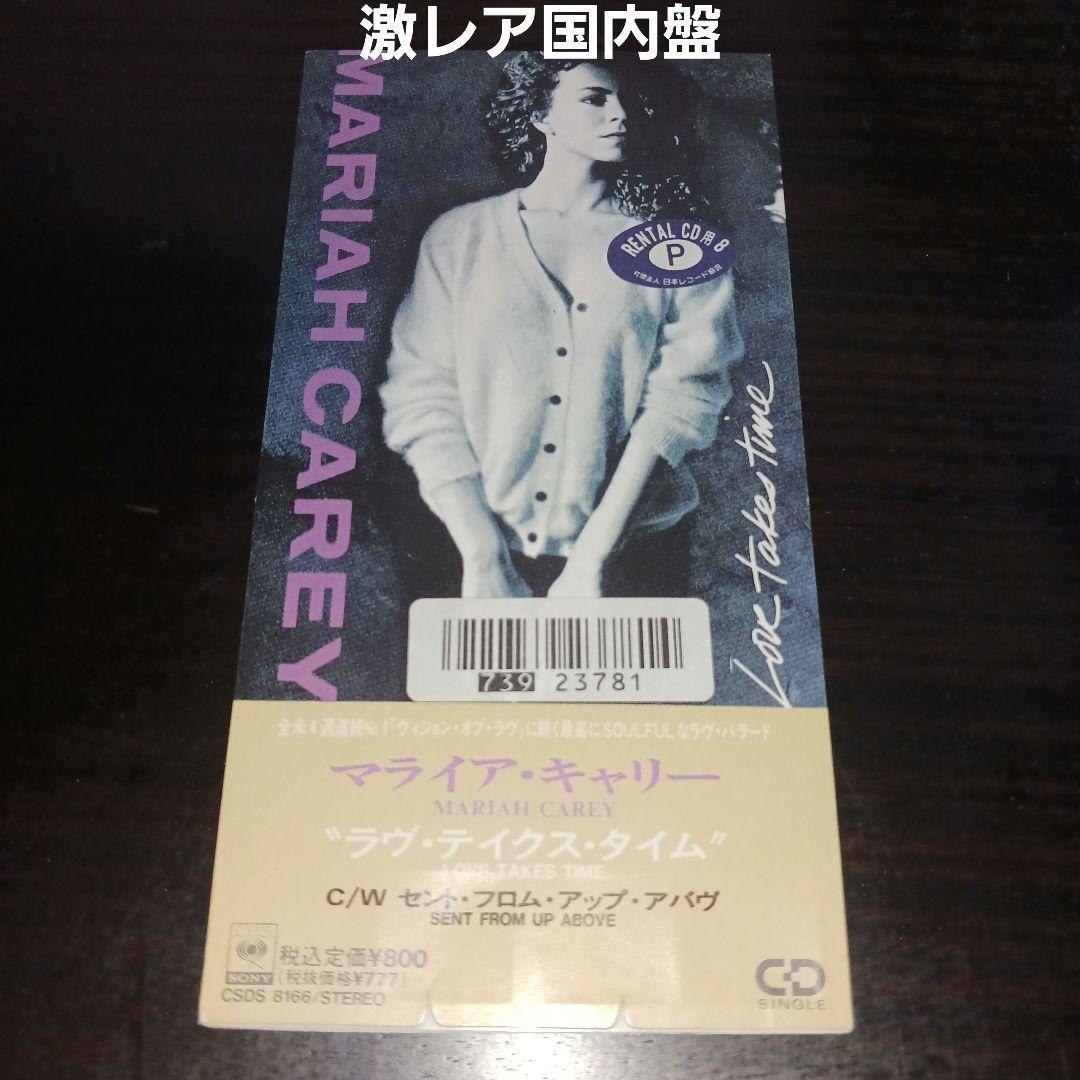 激レア国内盤
MARIAH CAREY
RENTAL CD用 8
P
社団法人 日本レコード協会
Love takes time
739 23781
全米4週連続No.1「ヴィジョン・オブ・ラヴ」に続く最高にSOULFULなラヴ・バラード
マライア・キャリー
MARIAH CAREY
"ラヴ・テイクス・タイム"
LOVE TAKES TIME
C/W セント・フロム・アップ・アバヴ
SENT FROM UP ABOVE
CBS
SONY
税込定価¥800
(税抜価格¥777)
CSDS 8166/STEREO
CD
SINGLE